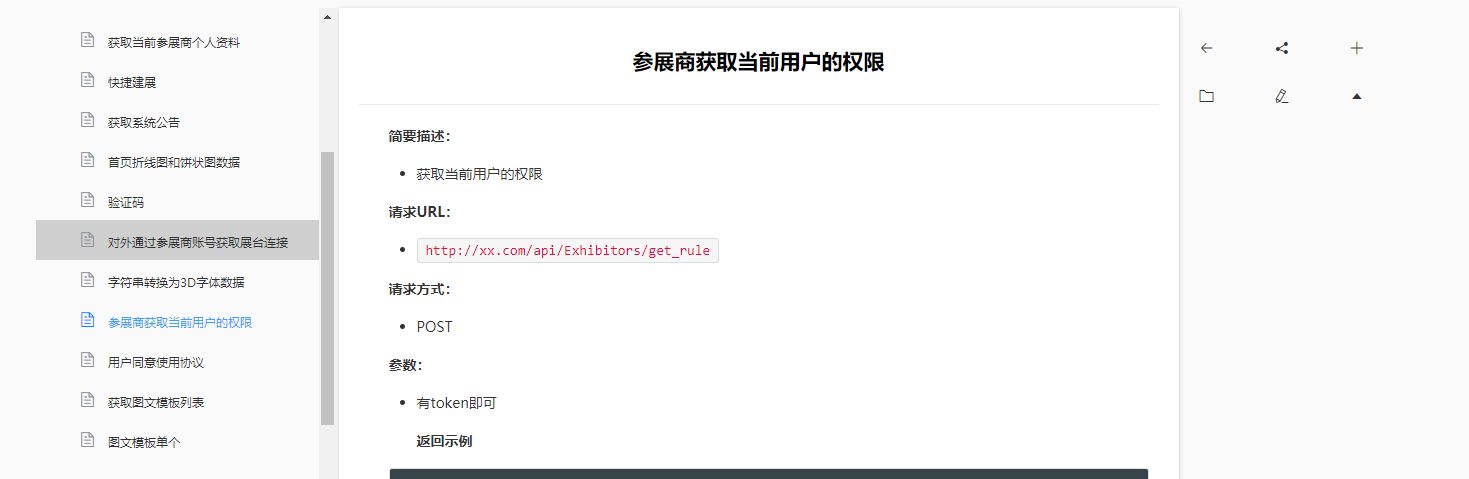 获取当前参展商个人资料
快捷建展
获取系统公告
首页折线图和饼状图数据
验证码
对外通过参展商账号获取展台连接
字符串转换为3D字体数据
参展商获取当前用户的权限
用户同意使用协议
获取图文模板列表
图文模板单个
参展商获取当前用户的权限
简要描述：
获取当前用户的权限
请求URL：
http://xx.com/api/Exhibitors/get_rule
请求方式：
POST
参数：
有token即可
返回示例